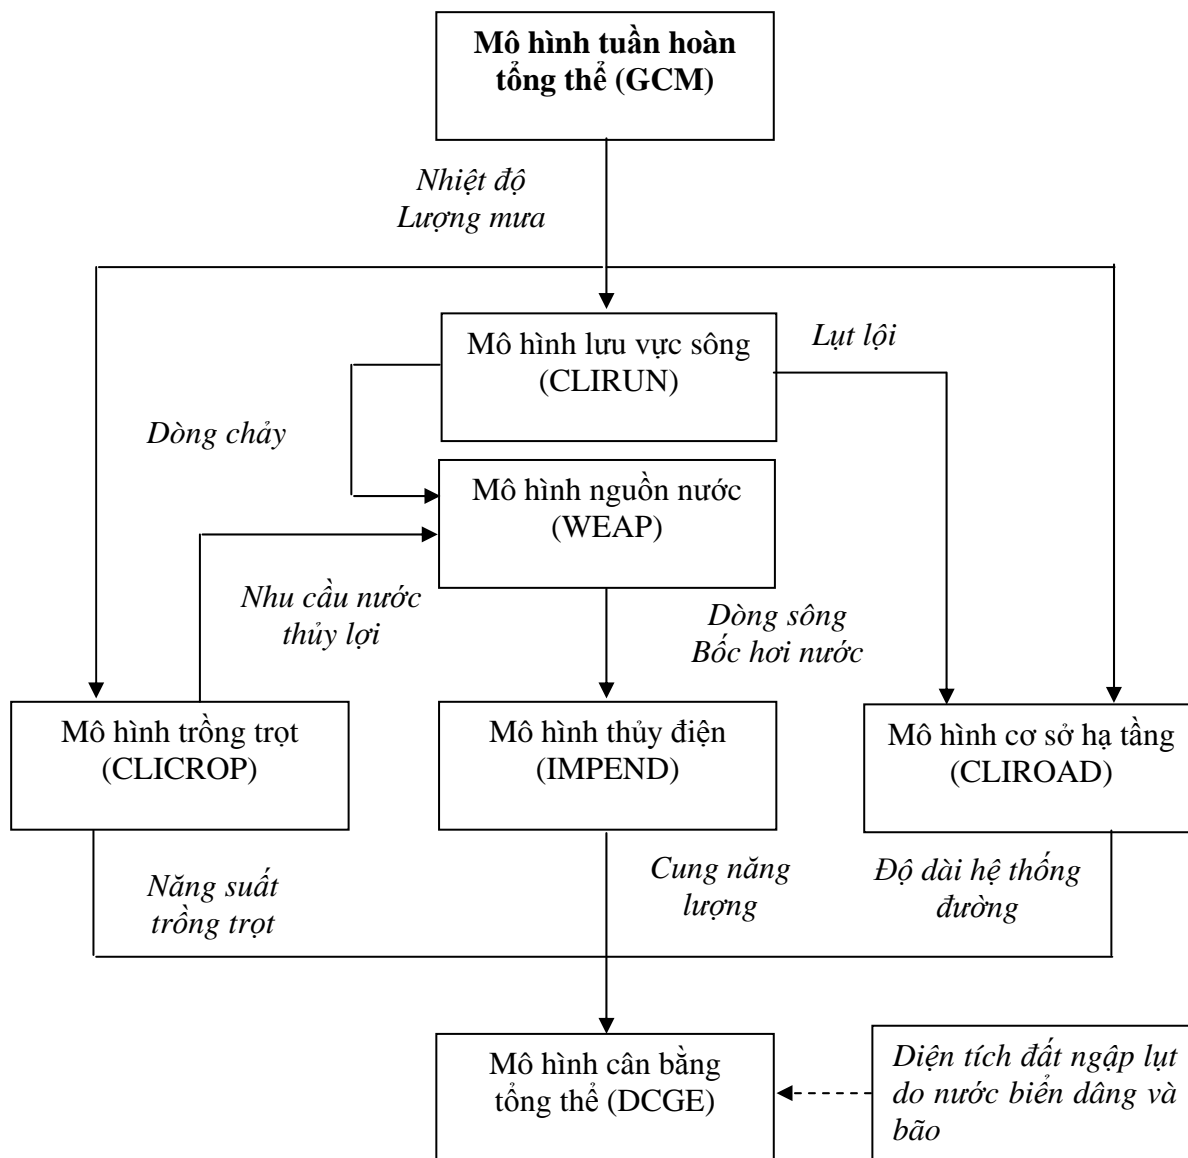 Mô hình tuần hoàn
tổng thể (GCM)
Nhiệt độ
Lượng mưa
Mô hình lưu vực sông
(CLIRUN)
Lụt lội
Dòng chảy
Mô hình nguồn nước
(WEAP)
Nhu cầu nước
thủy lợi
Dòng sông
Bốc hơi nước
Mô hình trồng trọt
(CLICROP)
Mô hình thủy điện
(IMPEND)
Mô hình cơ sở hạ tầng
(CLIROAD)
Năng suất
trồng trọt
Cung năng
lượng
Độ dài hệ thống
đường
Mô hình cân bằng
tổng thể (DCGE)
Diện tích đất ngập lụt
do nước biển dâng và
bão